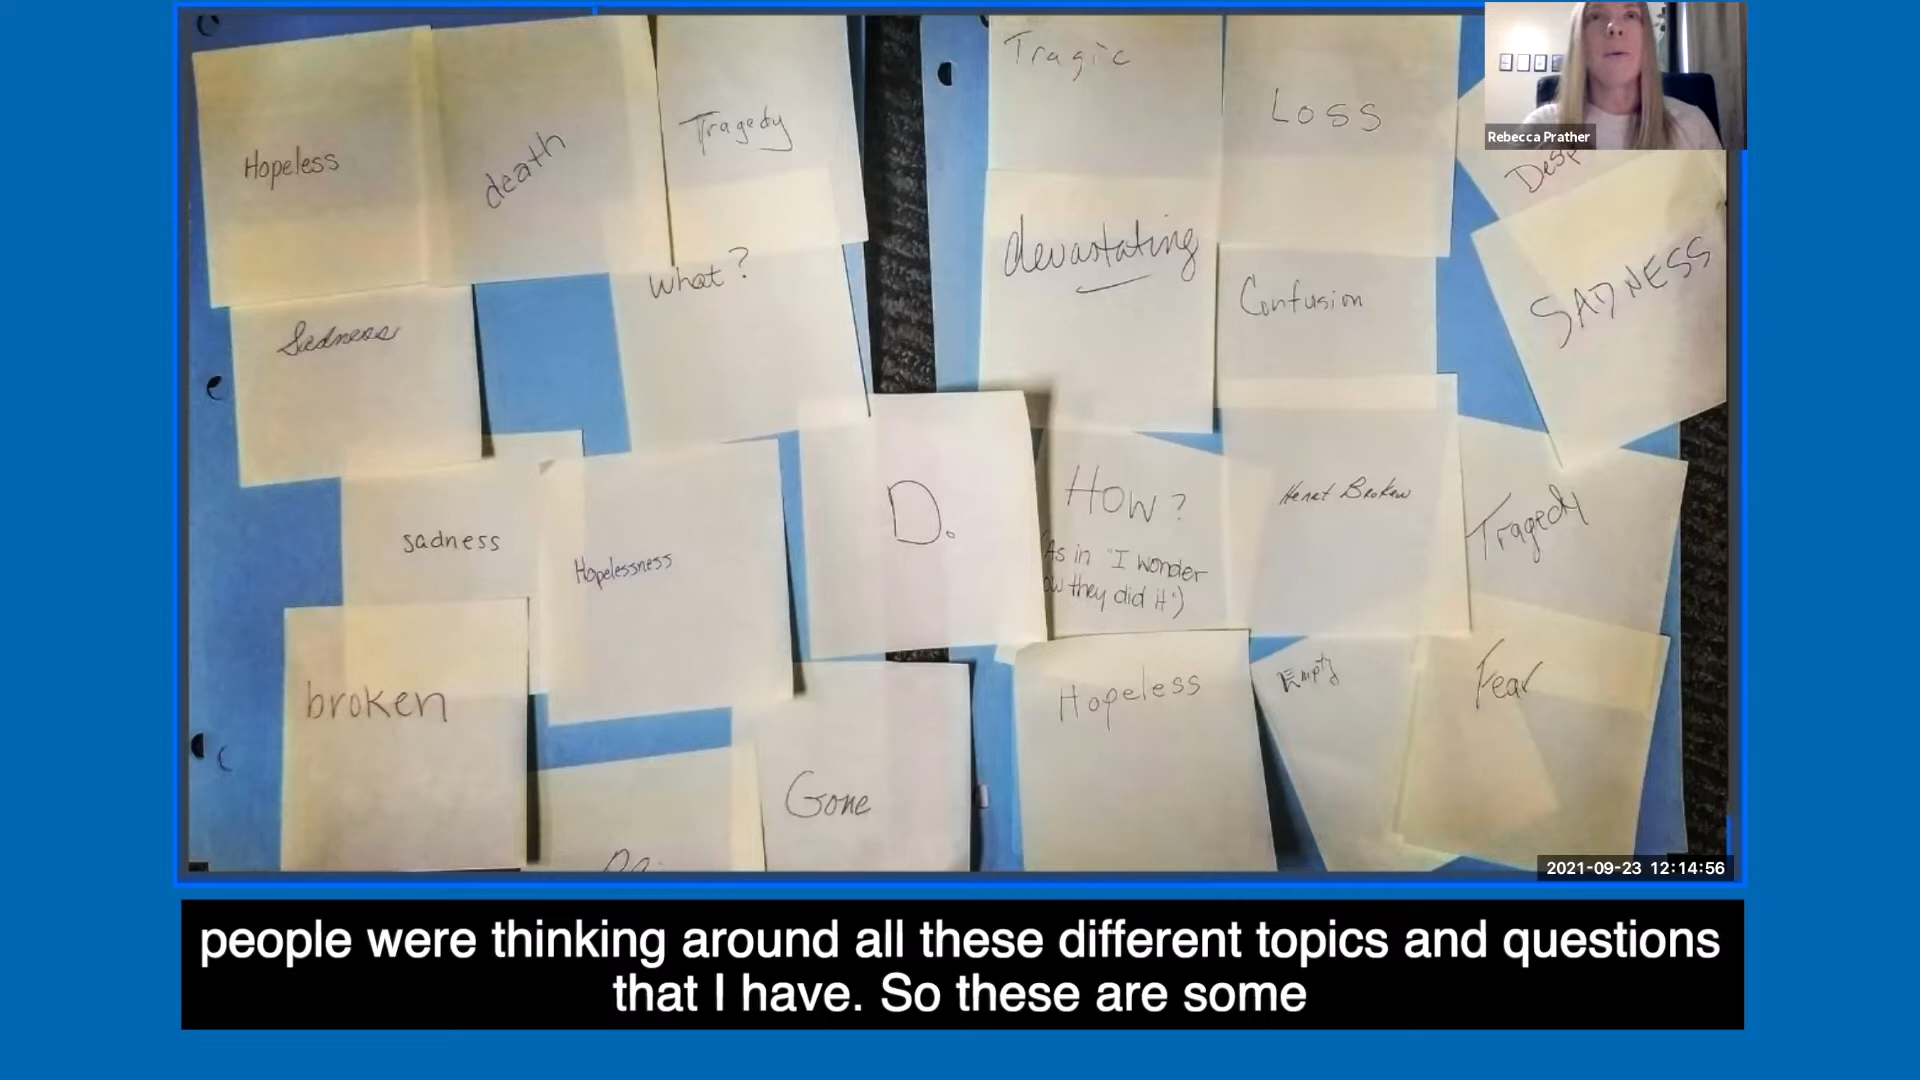 Hopeless
death
Tragedy
Tragic
Loss
Rebecca Prather
Sadness
what?
devastating
Confusion
SADNESS
sadness
Hopelessness
D.
HOW?
As in "I wonder
they did it")
Heart Broken
Tragedy
broken
Gone
Hopeless
Empty
Fear
2021-09-23 12:14:56
people were thinking around all these different topics and questions
that I have. So these are some